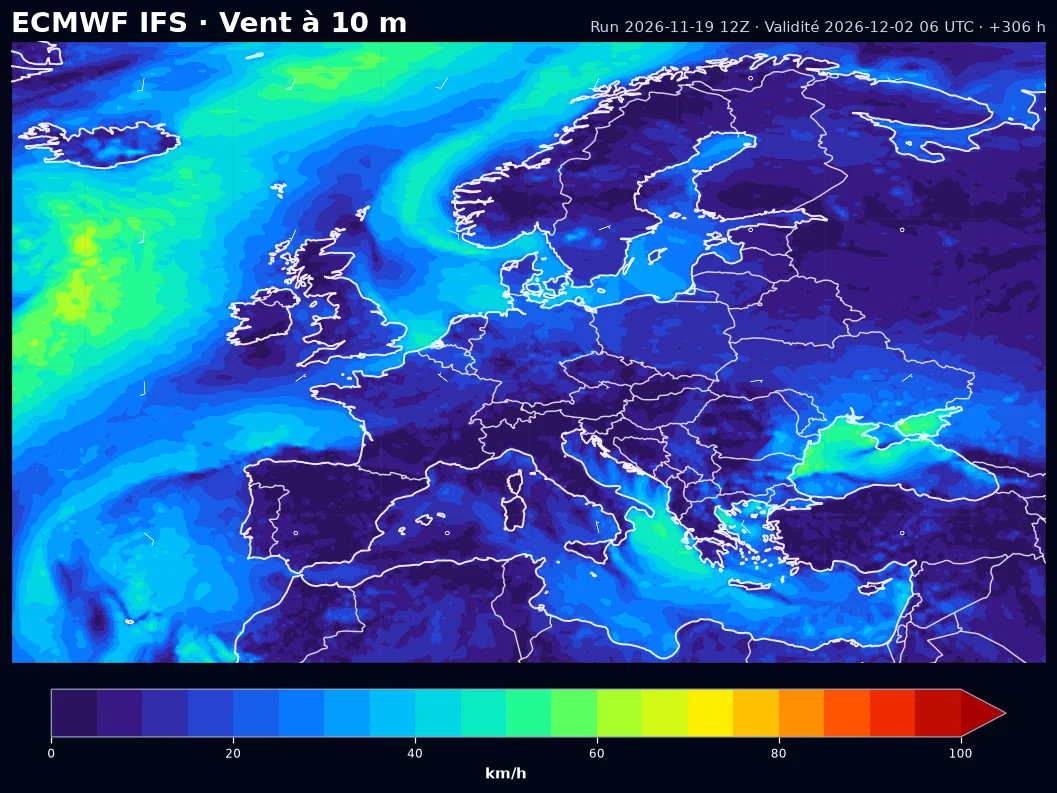 ECMWF IFS · Vent à 10 m
Run 2026-11-19 12Z · Validité 2026-12-02 06 UTC · +306 h
0 20 40 60 80 100
km/h